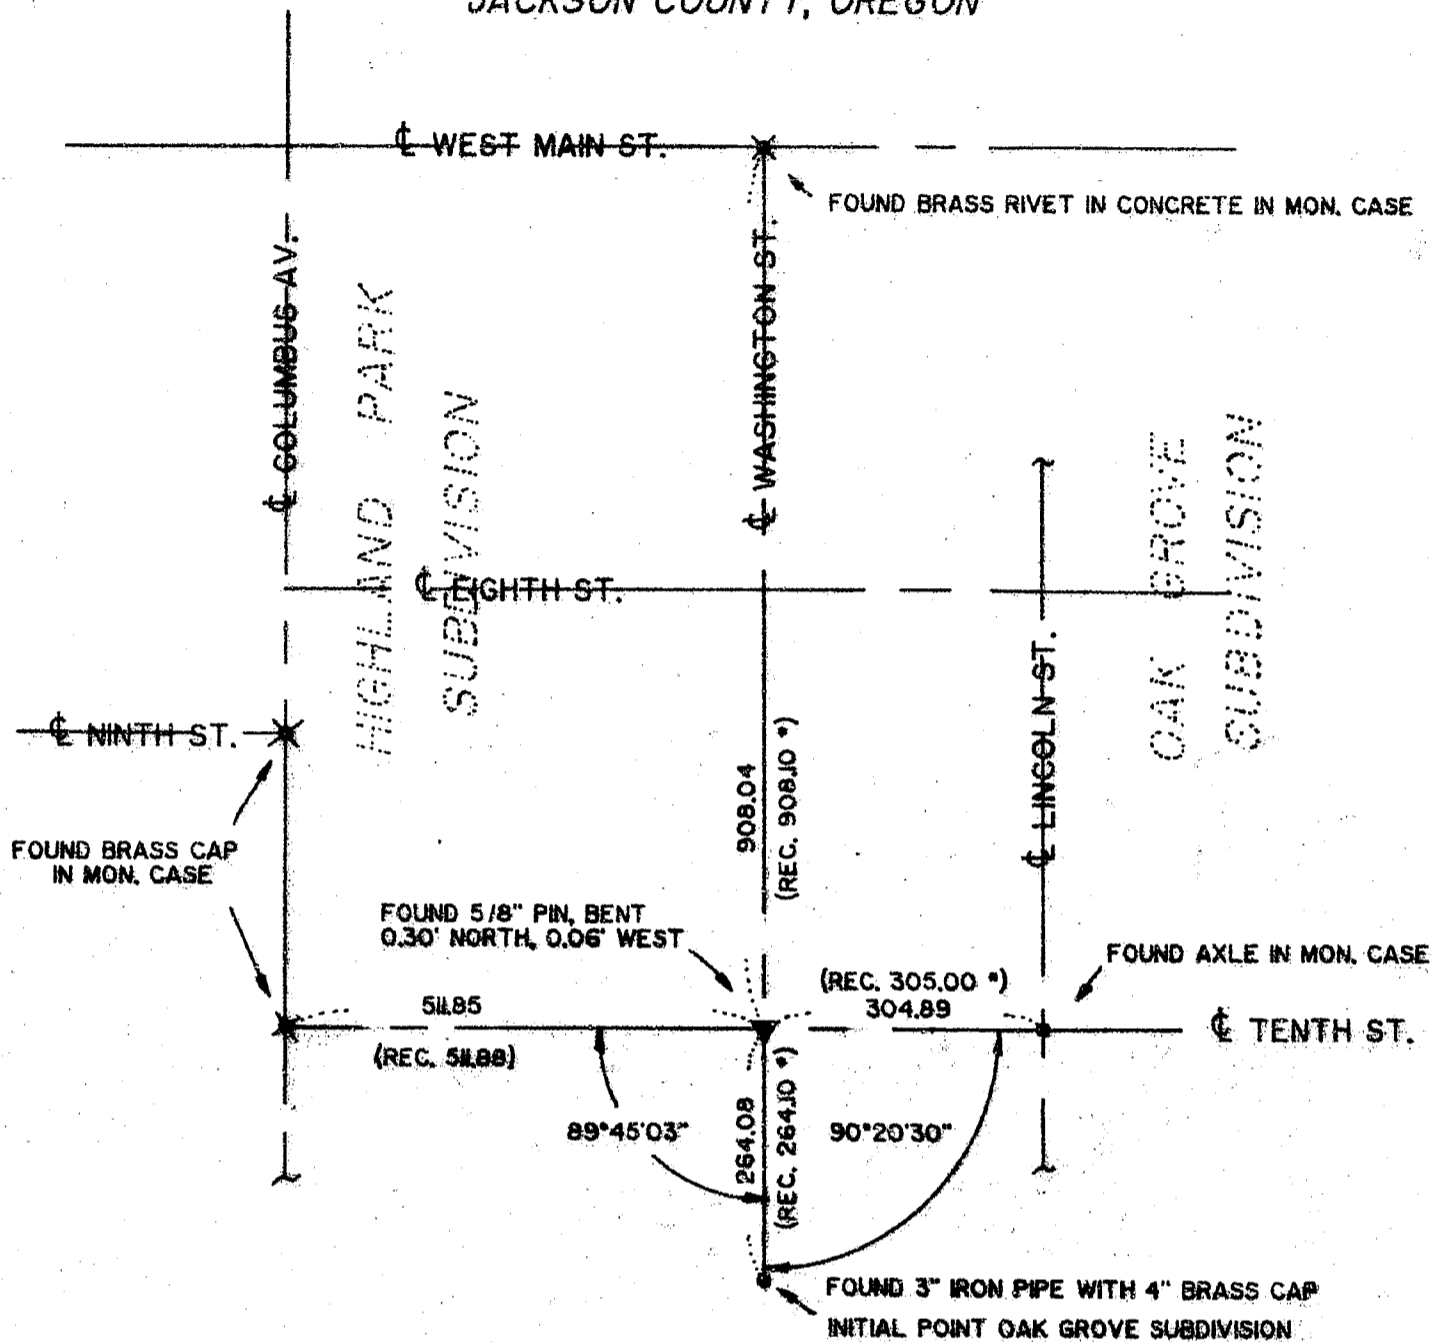 JACKSON COUNTY, OREGON
℄ WEST MAIN ST.
FOUND BRASS RIVET IN CONCRETE IN MON. CASE
℄ COLUMBUS AV.
HIGHLAND PARK
SUBDIVISION
℄ WASHINGTON ST.
OAK GROVE
SUBDIVISION
℄ EIGHTH ST.
℄ LINCOLN ST.
℄ NINTH ST.
908.04
(REC. 908.10 *)
FOUND BRASS CAP
IN MON. CASE
FOUND 5/8" PIN, BENT
0.30' NORTH, 0.06' WEST
FOUND AXLE IN MON. CASE
(REC. 305.00 *)
304.89
511.85
(REC. 511.88)
℄ TENTH ST.
264.08
(REC. 264.10 *)
89°45'03"
90°20'30"
FOUND 3" IRON PIPE WITH 4" BRASS CAP
INITIAL POINT OAK GROVE SUBDIVISION